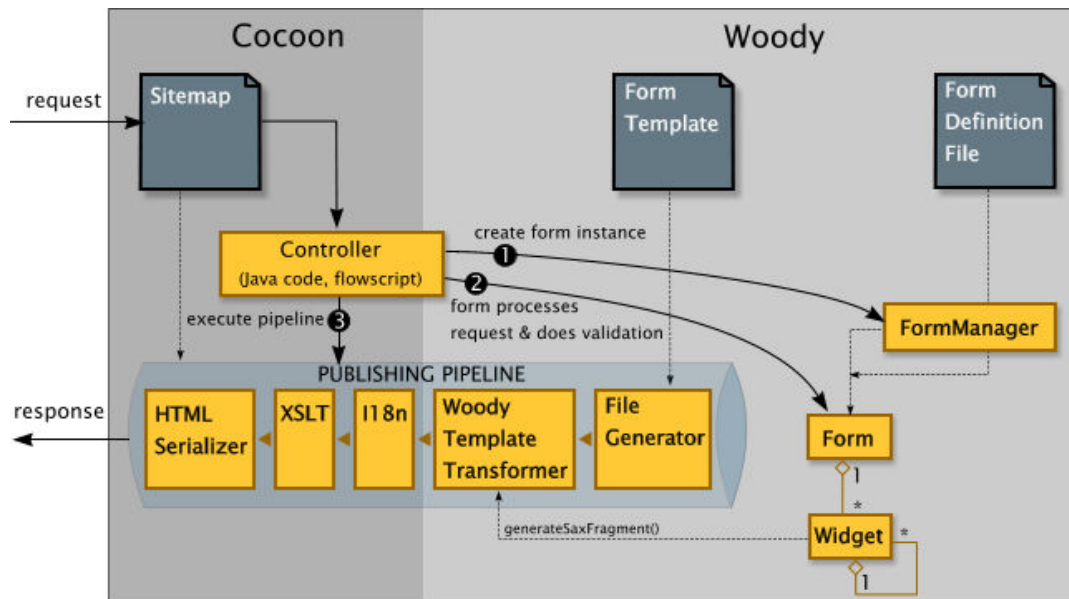 Cocoon
Woody
request
Sitemap
Form
Template
Form
Definition
File
Controller
(Java code, flowscript)
create form instance
1
2
form processes
request & does validation
execute pipeline
3
FormManager
PUBLISHING PIPELINE
response
HTML
Serializer
XSLT
I18n
Woody
Template
Transformer
File
Generator
Form
1
*
generateSaxFragment()
Widget
*
1